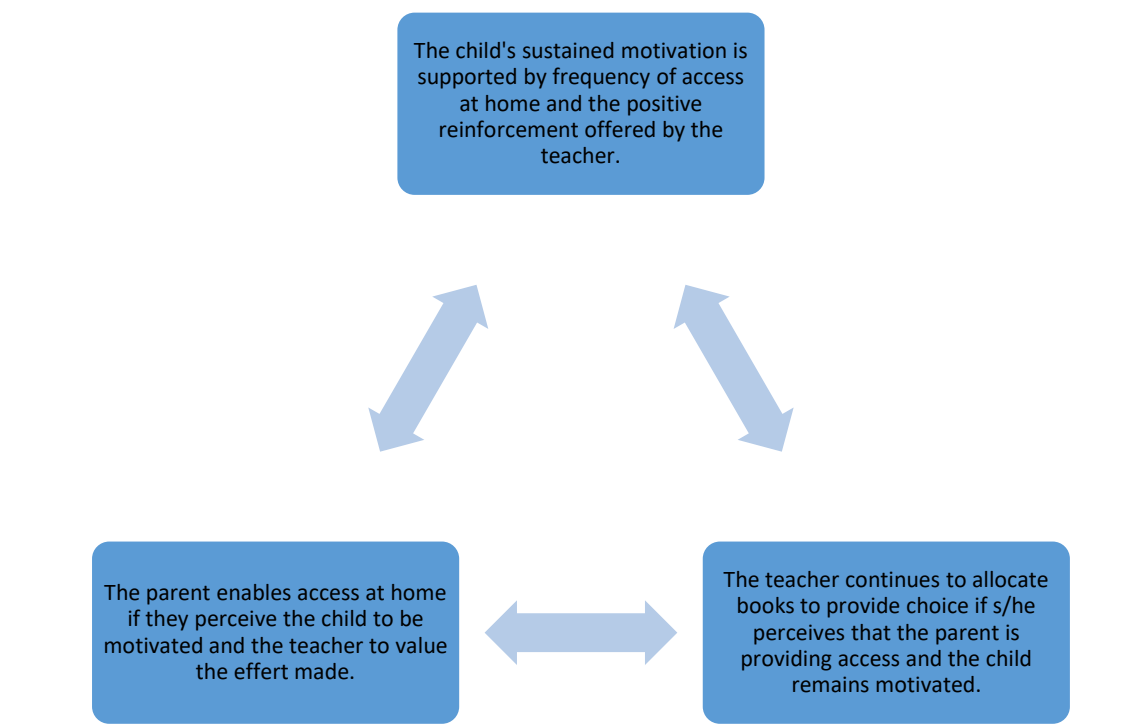 The child's sustained motivation is
supported by frequency of access
at home and the positive
reinforcement offered by the
teacher.
The parent enables access at home
if they perceive the child to be
motivated and the teacher to value
the effert made.
The teacher continues to allocate
books to provide choice if s/he
perceives that the parent is
providing access and the child
remains motivated.